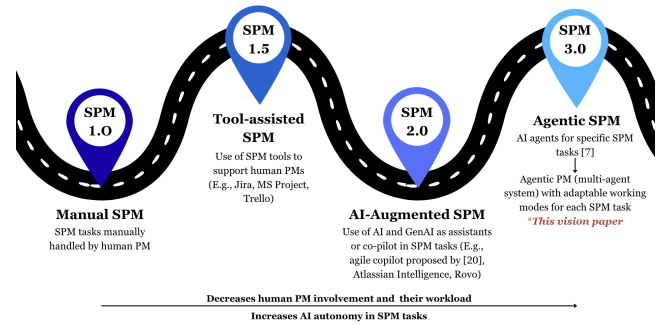 SPM
1.O
Manual SPM
SPM tasks manually
handled by human PM
SPM
1.5
Tool-assisted
SPM
Use of SPM tools to
support human PMs
(E.g., Jira, MS Project,
Trello)
SPM
2.0
AI-Augmented SPM
Use of AI and GenAI as assistants
or co-pilot in SPM tasks (E.g.,
agile copilot proposed by [20],
Atlassian Intelligence, Rovo)
SPM
3.0
Agentic SPM
AI agents for specific SPM
tasks [7]
Agentic PM (multi-agent
system) with adaptable working
modes for each SPM task
*This vision paper
Decreases human PM involvement and their workload
Increases AI autonomy in SPM tasks